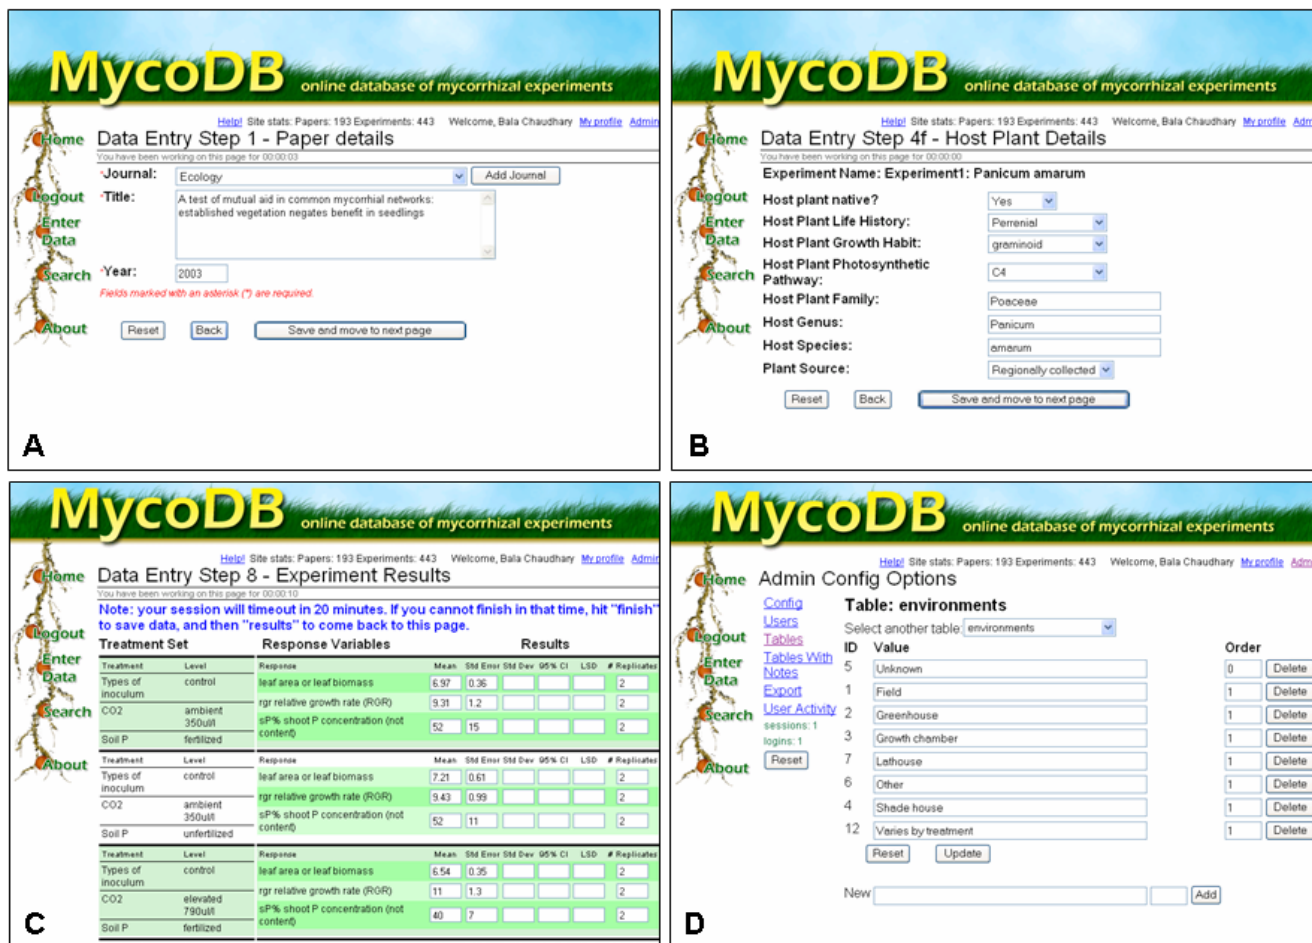 MycoDB online database of mycorrhizal experiments
Help! Site stats: Papers: 193 Experiments: 443 Welcome, Bala Chaudhary My profile Admin
Home
Logout
Enter Data
Search
About
Data Entry Step 1 - Paper details
You have been working on this page for 00:00:03
*Journal: Ecology Add Journal
*Title: A test of mutual aid in common mycorrhial networks:
established vegetation negates benefit in seedlings
*Year: 2003
Fields marked with an asterisk (*) are required.
Reset Back Save and move to next page
A
MycoDB online database of mycorrhizal experiments
Help! Site stats: Papers: 193 Experiments: 443 Welcome, Bala Chaudhary My profile Adm
Home
Logout
Enter Data
Search
About
Data Entry Step 4f - Host Plant Details
You have been working on this page for 00:00:00
Experiment Name: Experiment1: Panicum amarum
Host plant native? Yes
Host Plant Life History: Perrenial
Host Plant Growth Habit: graminoid
Host Plant Photosynthetic
Pathway: C4
Host Plant Family: Poaceae
Host Genus: Panicum
Host Species: amarum
Plant Source: Regionally collected
Reset Back Save and move to next page
B
MycoDB online database of mycorrhizal experiments
Help! Site stats: Papers: 193 Experiments: 443 Welcome, Bala Chaudhary My profile Admin
Home
Logout
Enter Data
Search
About
Data Entry Step 8 - Experiment Results
You have been working on this page for 00:00:10
Note: your session will timeout in 20 minutes. If you cannot finish in that time, hit "finish"
to save data, and then "results" to come back to this page.
Treatment Set Response Variables Results
Treatment Level Response Mean Std Error Std Dev 95% CI LSD # Replicates
Types of inoculum control leaf area or leaf biomass 6.97 0.36 2
CO2 ambient 350ul/l rgr relative growth rate (RGR) 9.31 1.2 2
Soil P fertilized sP% shoot P concentration (not content) 52 15 2
Treatment Level Response Mean Std Error Std Dev 95% CI LSD # Replicates
Types of inoculum control leaf area or leaf biomass 7.21 0.61 2
CO2 ambient 350ul/l rgr relative growth rate (RGR) 9.43 0.99 2
Soil P unfertilized sP% shoot P concentration (not content) 52 11 2
Treatment Level Response Mean Std Error Std Dev 95% CI LSD # Replicates
Types of inoculum control leaf area or leaf biomass 6.54 0.35 2
CO2 elevated 790ul/l rgr relative growth rate (RGR) 11 1.3 2
Soil P fertilized sP% shoot P concentration (not content) 40 7 2
C
MycoDB online database of mycorrhizal experiments
Help! Site stats: Papers: 193 Experiments: 443 Welcome, Bala Chaudhary My profile Adm
Home
Logout
Enter Data
Search
About
Admin Config Options
Config
Users
Tables
Tables With Notes
Export
User Activity
sessions: 1
logins: 1
Reset
Table: environments
Select another table: environments
ID Value Order
5 Unknown 0 Delete
1 Field 1 Delete
2 Greenhouse 1 Delete
3 Growth chamber 1 Delete
7 Lathouse 1 Delete
6 Other 1 Delete
4 Shade house 1 Delete
12 Varies by treatment 1 Delete
Reset Update
New Add
D